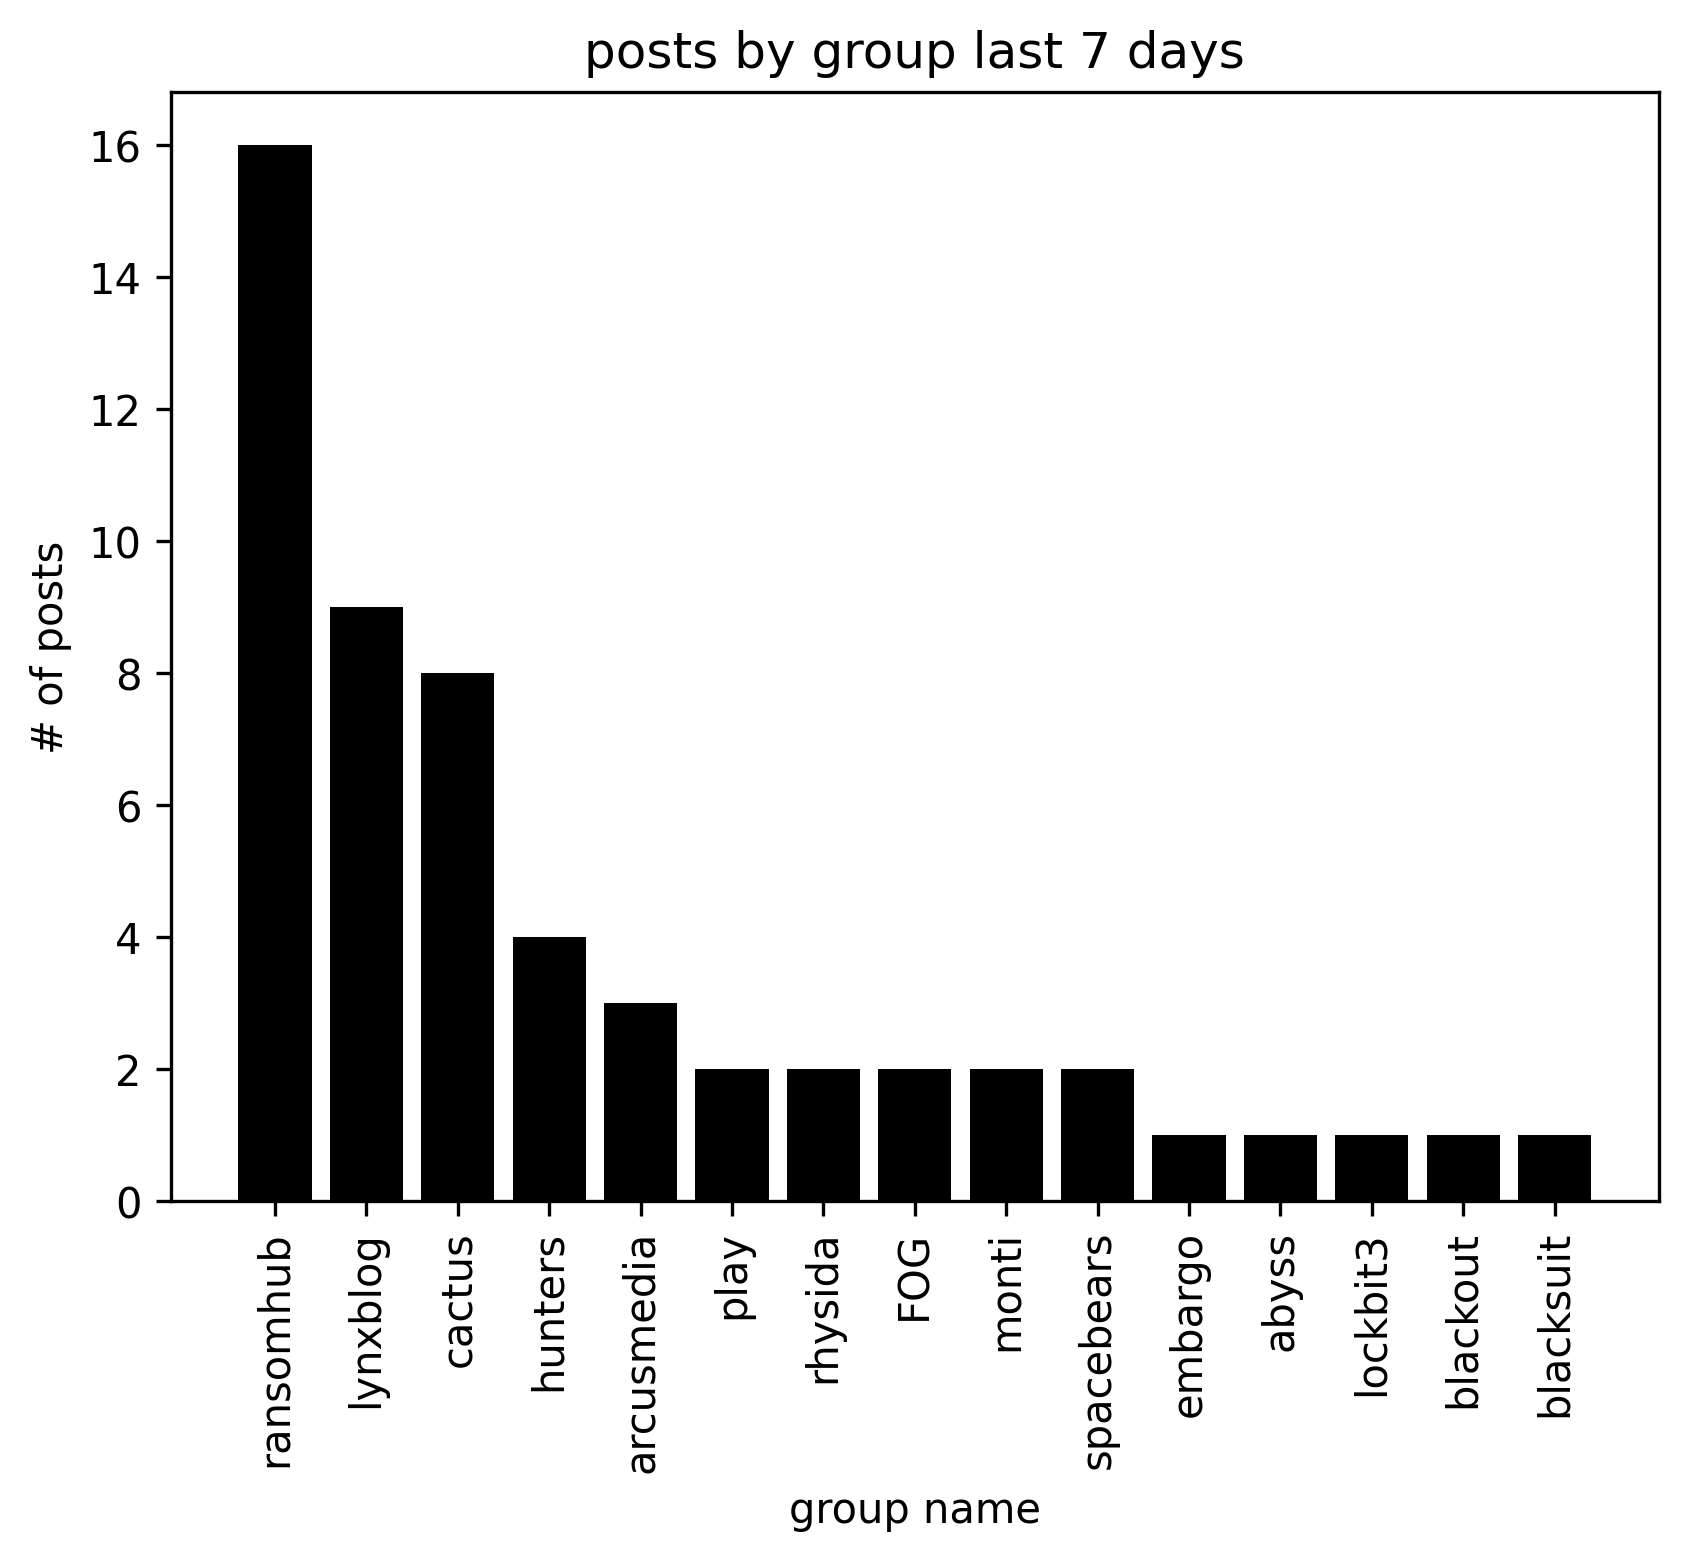 posts by group last 7 days
16
14
12
10
8
6
4
2
0
# of posts
ransomhub
lynxblog
cactus
hunters
arcusmedia
play
rhysida
FOG
monti
spacebears
embargo
abyss
lockbit3
blackout
blacksuit
group name